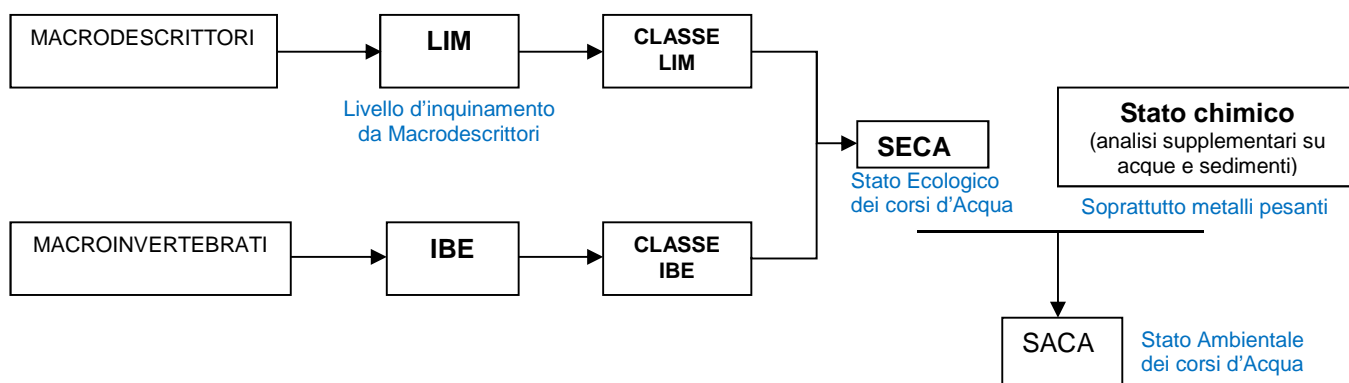 MACRODESCRITTORI
LIM
Livello d'inquinamento
da Macrodescrittori
CLASSE
LIM
MACROINVERTEBRATI
IBE
CLASSE
IBE
SECA
Stato Ecologico
dei corsi d'Acqua
Stato chimico
(analisi supplementari su
acque e sedimenti)
Soprattutto metalli pesanti
SACA
Stato Ambientale
dei corsi d'Acqua